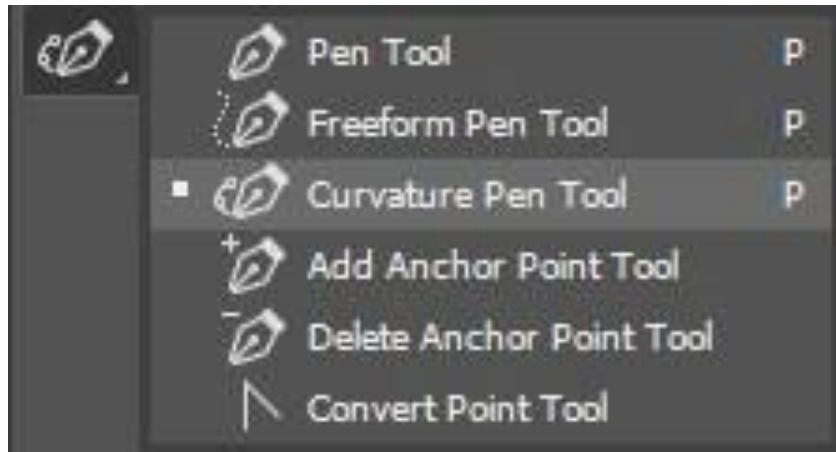 Pen Tool P
Freeform Pen Tool P
Curvature Pen Tool P
Add Anchor Point Tool
Delete Anchor Point Tool
Convert Point Tool